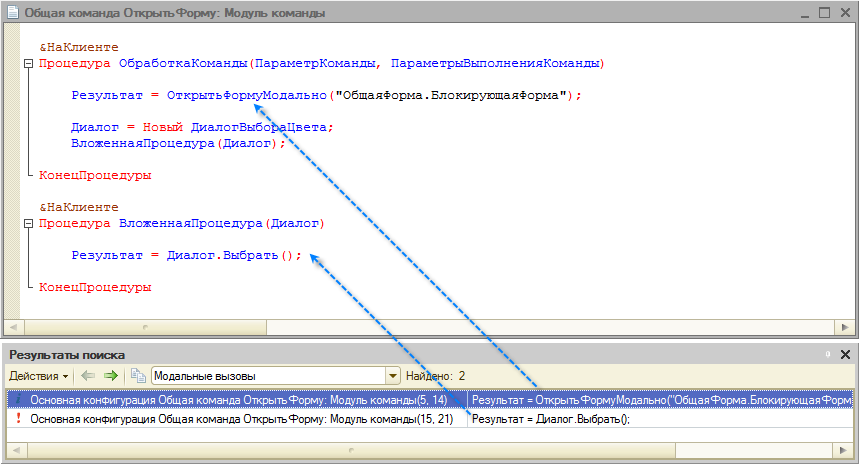 Общая команда ОткрытьФорму: Модуль команды
&НаКлиенте
Процедура ОбработкаКоманды(ПараметрКоманды, ПараметрыВыполненияКоманды)
Результат = ОткрытьФормуМодально("ОбщаяФорма.БлокирующаяФорма");
Диалог = Новый ДиалогВыбораЦвета;
ВложеннаяПроцедура(Диалог);
КонецПроцедуры
&НаКлиенте
Процедура ВложеннаяПроцедура(Диалог)
Результат = Диалог.Выбрать();
КонецПроцедуры
Результаты поиска
Действия Модальные вызовы Найдено: 2
Основная конфигурация Общая команда ОткрытьФорму: Модуль команды(5, 14) Результат = ОткрытьФормуМодально("ОбщаяФорма.БлокирующаяФорм
Основная конфигурация Общая команда ОткрытьФорму: Модуль команды(15, 21) Результат = Диалог.Выбрать();